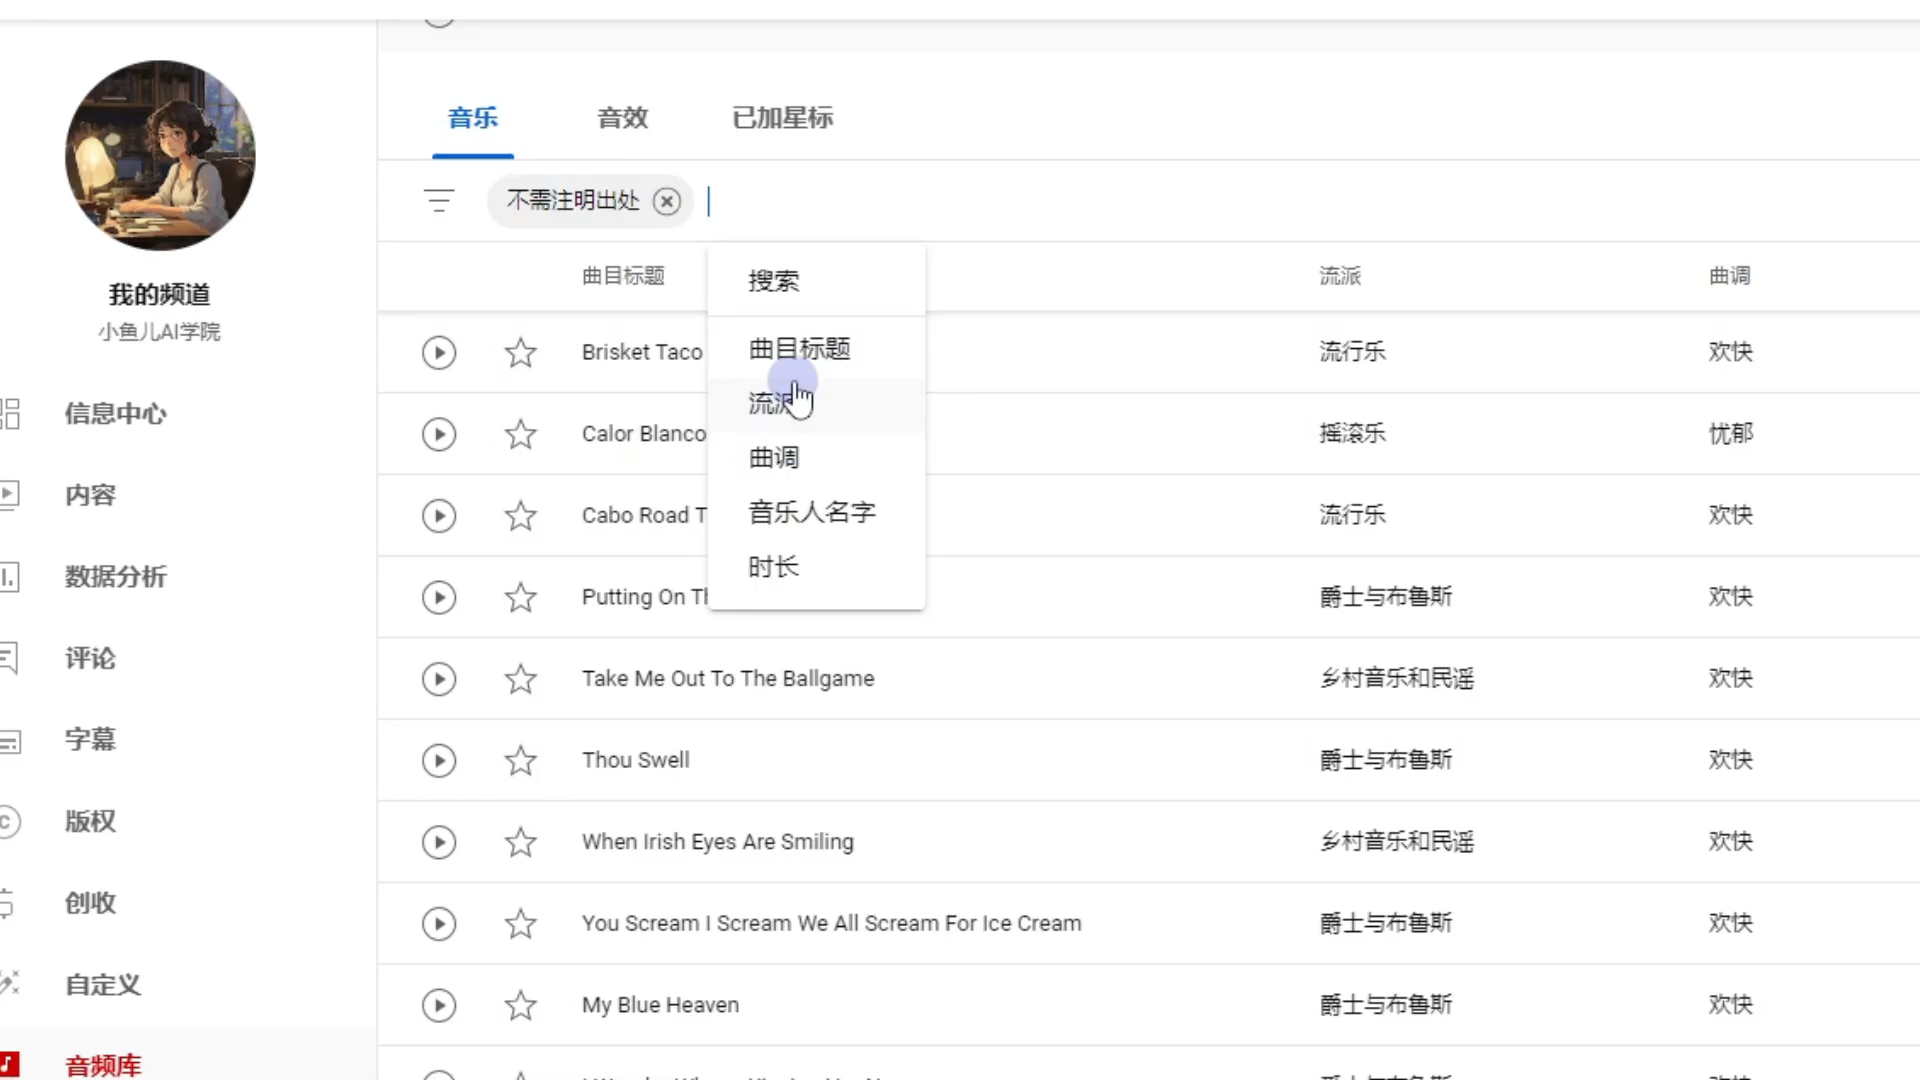 我的频道
小鱼儿AI学院
信息中心
内容
数据分析
评论
字幕
版权
创收
自定义
音频库
音乐 音效 已加星标
不需注明出处
曲目标题 流派 曲调
搜索
曲目标题
流派
曲调
音乐人名字
时长
Brisket Taco 流行乐 欢快
Calor Blanco 摇滚乐 忧郁
Cabo Road T 流行乐 欢快
Putting On Th 爵士与布鲁斯 欢快
Take Me Out To The Ballgame 乡村音乐和民谣 欢快
Thou Swell 爵士与布鲁斯 欢快
When Irish Eyes Are Smiling 乡村音乐和民谣 欢快
You Scream I Scream We All Scream For Ice Cream 爵士与布鲁斯 欢快
My Blue Heaven 爵士与布鲁斯 欢快